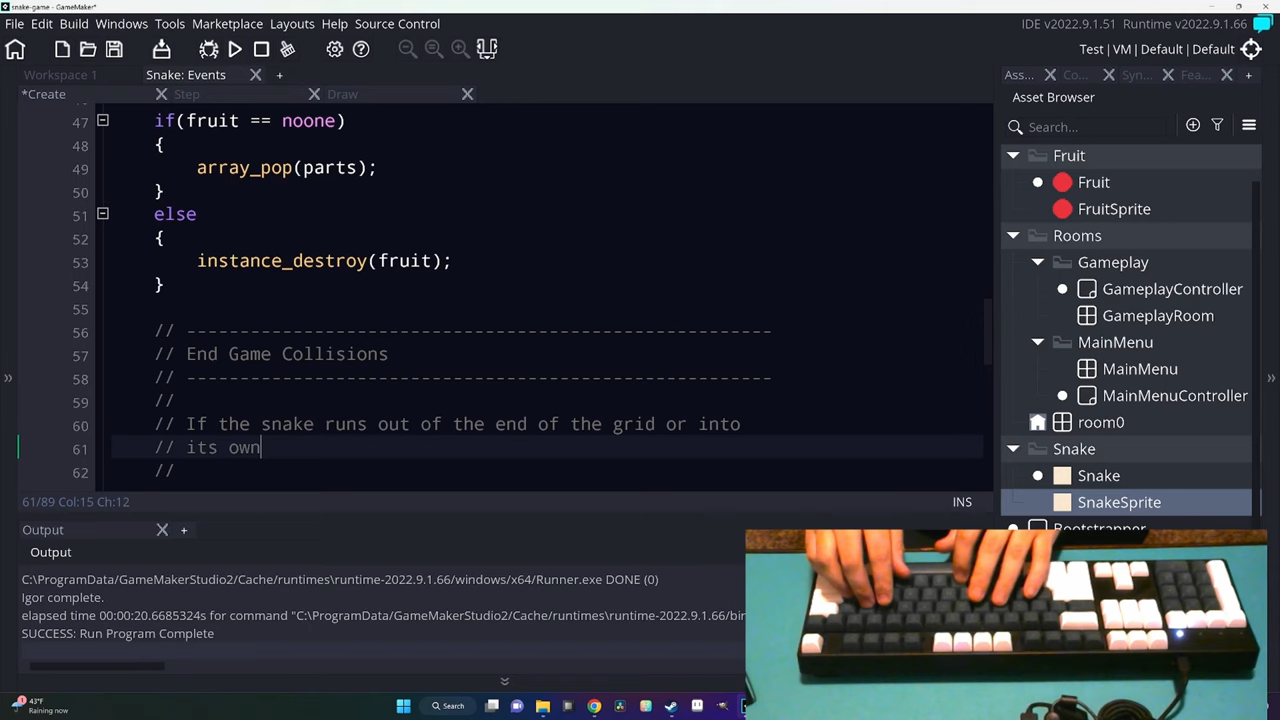 snake-game - GameMaker*
File Edit Build Windows Tools Marketplace Layouts Help Source Control
IDE v2022.9.1.51 Runtime v2022.9.1.66
Test | VM | Default | Default
Workspace 1
Snake: Events
*Create
Step
Draw
47 if(fruit == noone)
48 {
49 array_pop(parts);
50 }
51 else
52 {
53 instance_destroy(fruit);
54 }
55
56 // -------------------------------------------------------
57 // End Game Collisions
58 // -------------------------------------------------------
59 //
60 // If the snake runs out of the end of the grid or into
61 // its own
62 //
61/89 Col:15 Ch:12
INS
Output
Output
C:\ProgramData/GameMakerStudio2/Cache/runtimes\runtime-2022.9.1.66/windows/x64/Runner.exe DONE (0)
Igor complete.
elapsed time 00:00:20.6685324s for command "C:\ProgramData/GameMakerStudio2/Cache/runtimes\runtime-2022.9.1.66/bin
SUCCESS: Run Program Complete
Ass...
Co...
Syn...
Fea...
Asset Browser
Search...
Fruit
Fruit
FruitSprite
Rooms
Gameplay
GameplayController
GameplayRoom
MainMenu
MainMenu
MainMenuController
room0
Snake
Snake
SnakeSprite
Bootstrapper
43°F
Raining now
Search